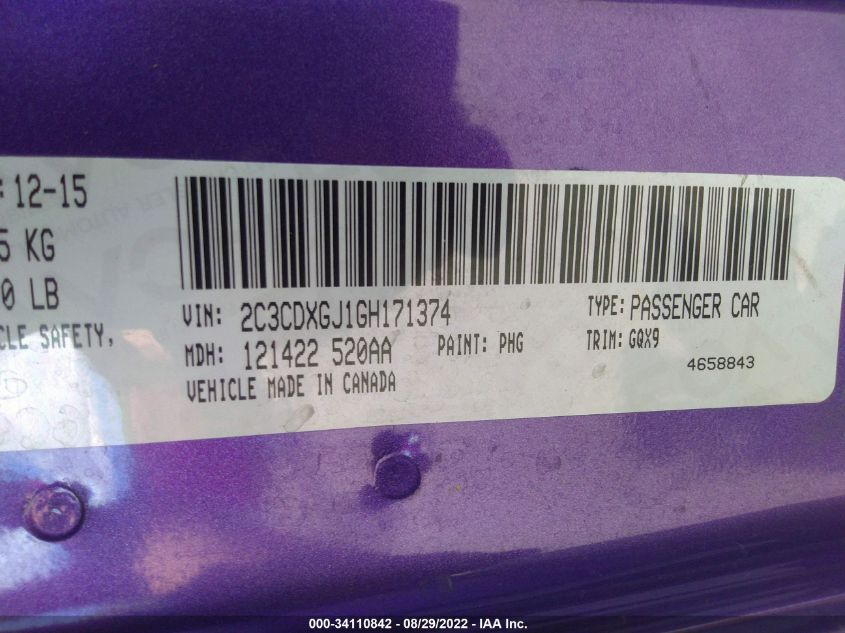 : 12-15
5 KG
0 LB
CLE SAFETY,
VIN: 2C3CDXGJ1GH171374
TYPE: PASSENGER CAR
MDH: 121422 520AA
PAINT: PHG
TRIM: GQX9
VEHICLE MADE IN CANADA
4658843
000-34110842 - 08/29/2022 - IAA Inc.